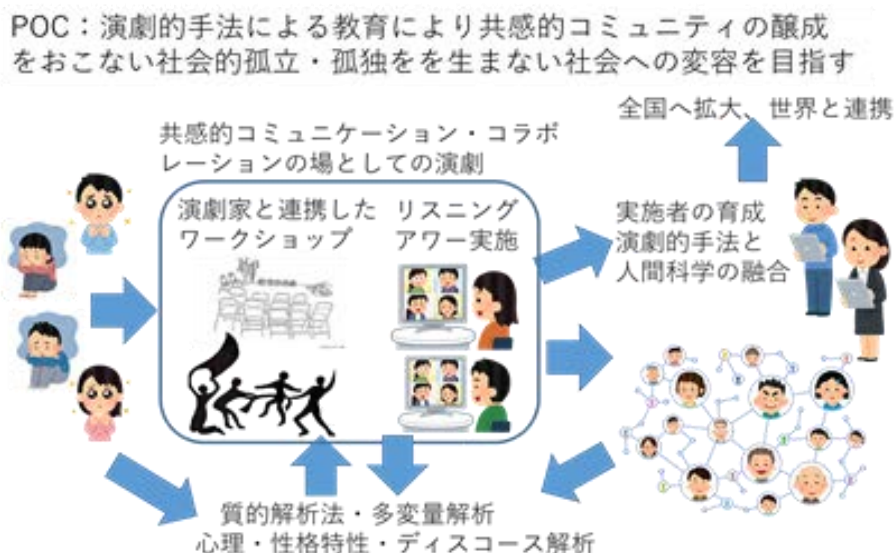 POC：演劇的手法による教育により共感的コミュニティの醸成
をおこない社会的孤立・孤独をを生まない社会への変容を目指す
全国へ拡大、世界と連携
共感的コミュニケーション・コラボ
レーションの場としての演劇
演劇家と連携した
ワークショップ
リスニング
アワー実施
実施者の育成
演劇的手法と
人間科学の融合
質的解析法・多変量解析
心理・性格特性・ディスコース解析